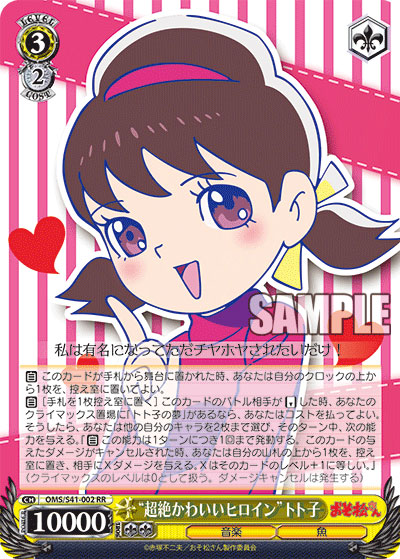 LEVEL
3
2
COST
SAMPLE
私は有名になってただチヤホヤされたいだけ！
自 このカードが手札から舞台に置かれた時、あなたは自分のクロックの上から1枚を、控え室に置いてよい。
自 【手札を1枚控え室に置く】 このカードのバトル相手が【リバース】した時、あなたのクライマックス置場に「トト子の夢」があるなら、あなたはコストを払ってよい。
そうしたら、あなたは他の自分のキャラを2枚まで選び、そのターン中、次の能力を与える。『自 この能力は1ターンにつき1回まで発動する。 このカードの与えたダメージがキャンセルされた時、あなたは自分の山札の上から1枚を、控え室に置き、相手にXダメージを与える。 Xはそのカードのレベル+1に等しい。』
（クライマックスのレベルは0として扱う。ダメージキャンセルは発生する）
CH OMS/S41-002 RR
10000
“超絶かわいいヒロイン”トト子
おそ松さん
音楽
魚
©赤塚不二夫／おそ松さん製作委員会